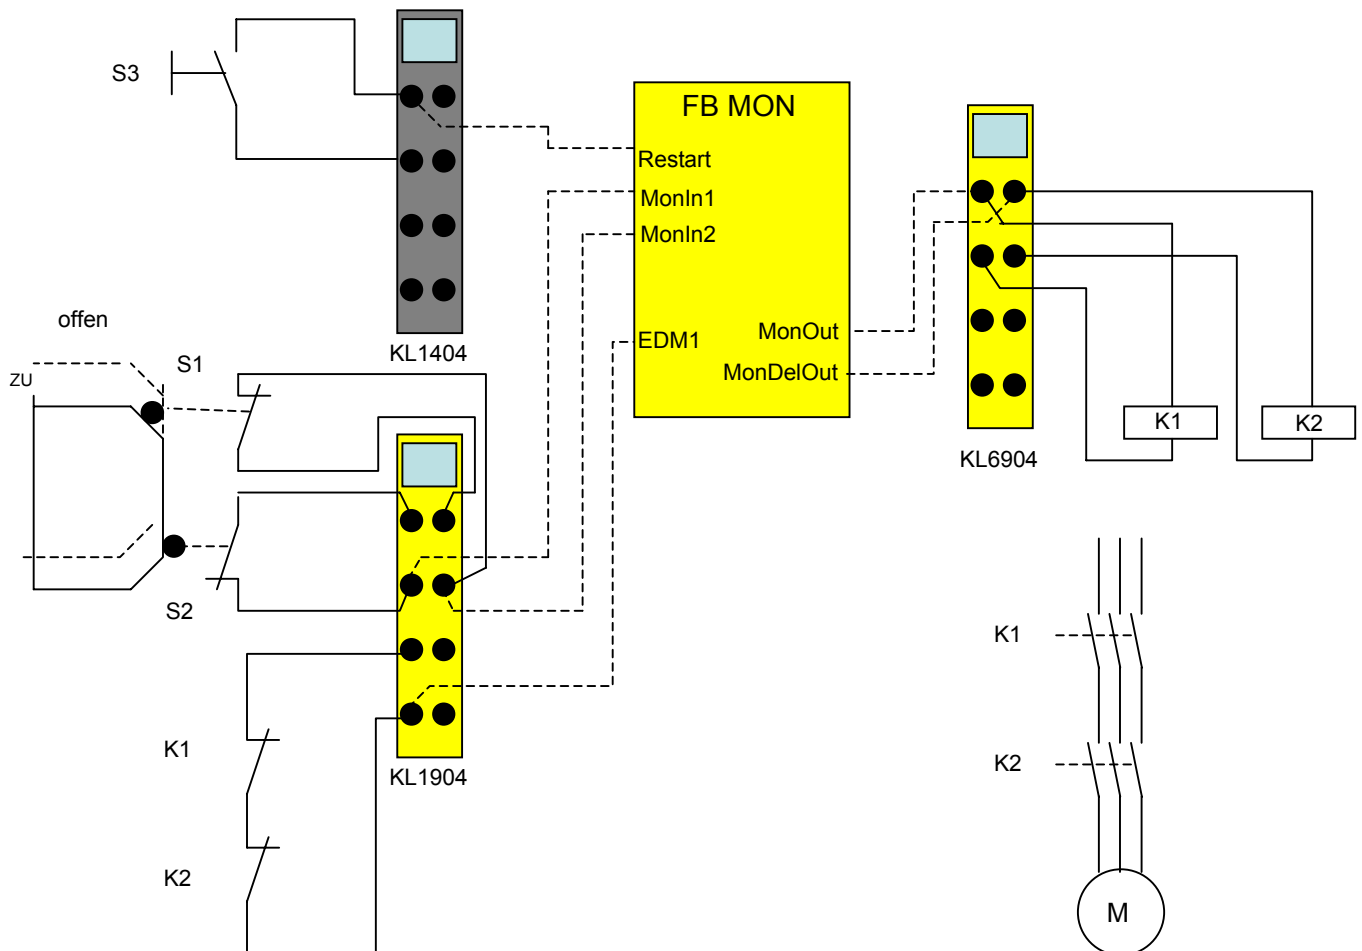 S3
FB MON
Restart
MonIn1
MonIn2
EDM1
MonOut
MonDelOut
KL1404
offen
ZU
S1
S2
KL1904
K1
K2
KL6904
K1
K2
K1
K2
M